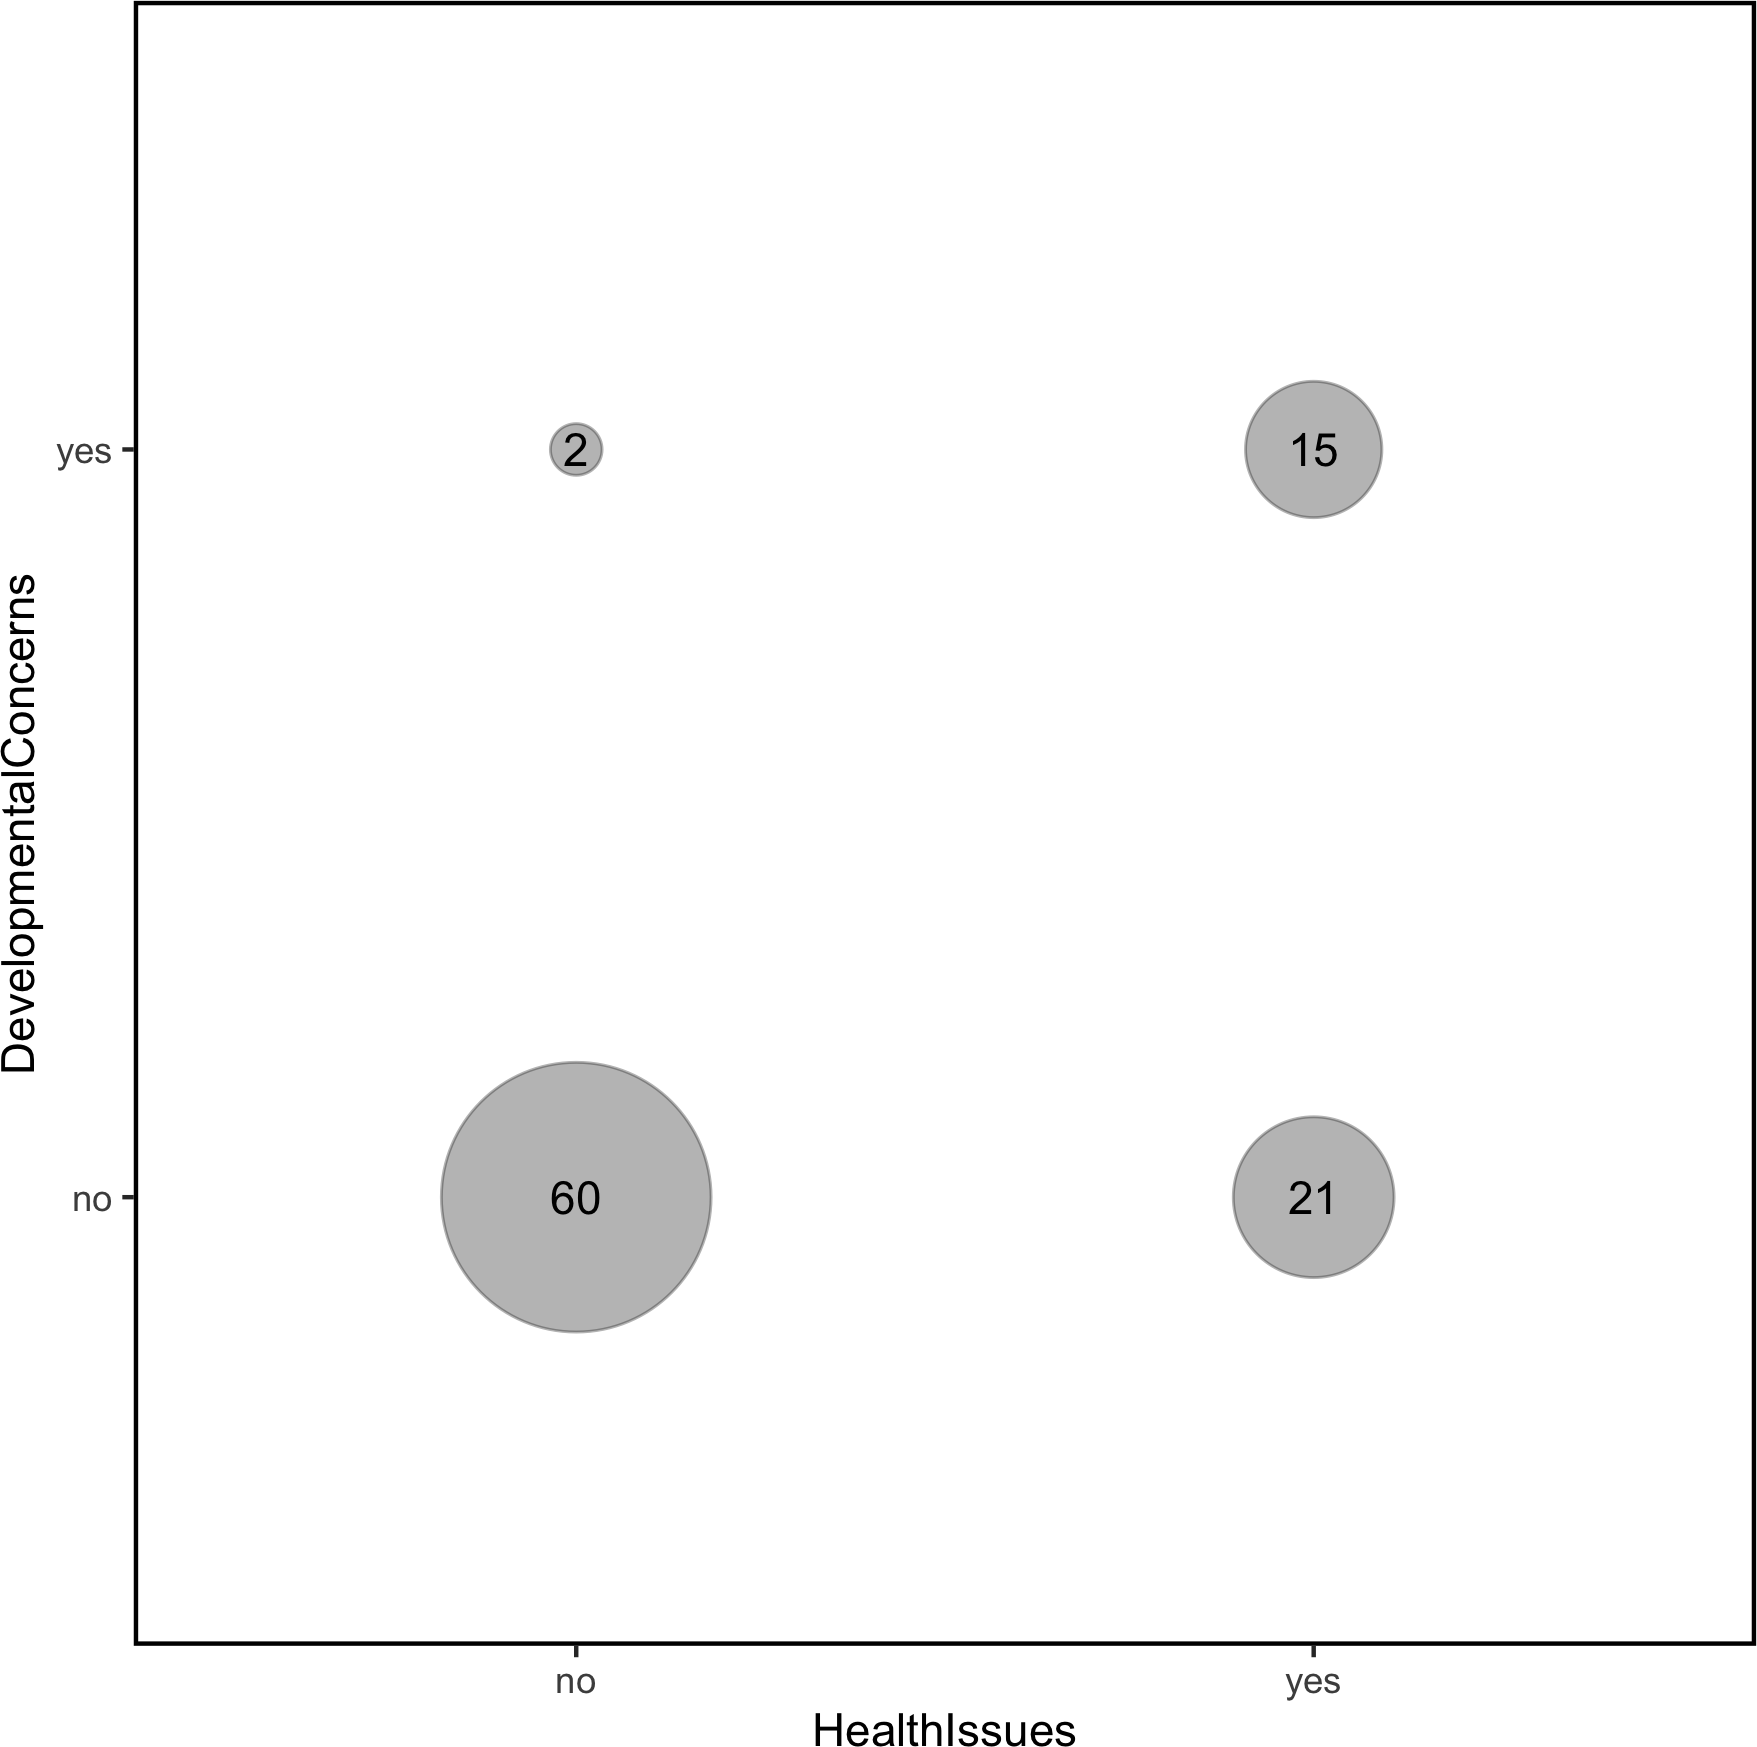 DevelopmentalConcerns
yes
2
15
no
60
21
no
yes
HealthIssues